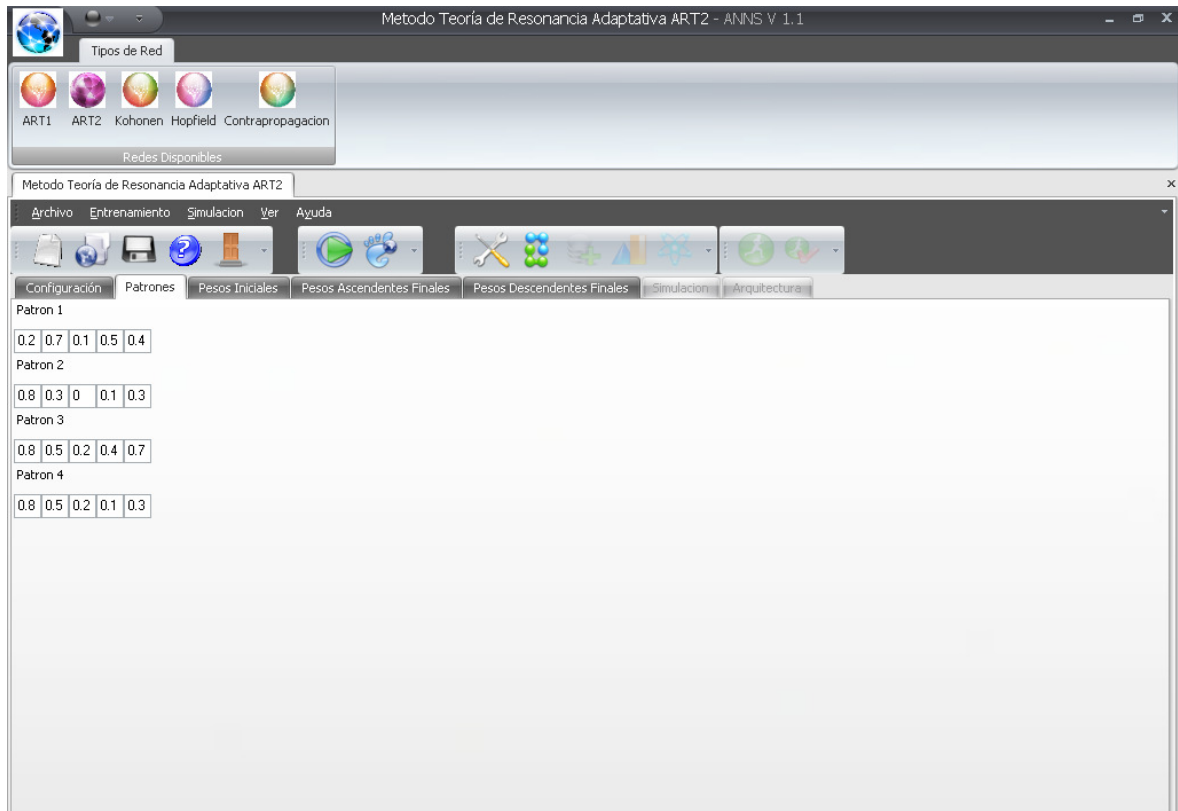 Metodo Teoría de Resonancia Adaptativa ART2 - ANNS V 1.1
Tipos de Red
ART1 ART2 Kohonen Hopfield Contrapropagacion
Redes Disponibles
Metodo Teoría de Resonancia Adaptativa ART2
Archivo Entrenamiento Simulacion Ver Ayuda
Configuración Patrones Pesos Iniciales Pesos Ascendentes Finales Pesos Descendentes Finales Simulacion Arquitectura
Patron 1
0.2 0.7 0.1 0.5 0.4
Patron 2
0.8 0.3 0 0.1 0.3
Patron 3
0.8 0.5 0.2 0.4 0.7
Patron 4
0.8 0.5 0.2 0.1 0.3